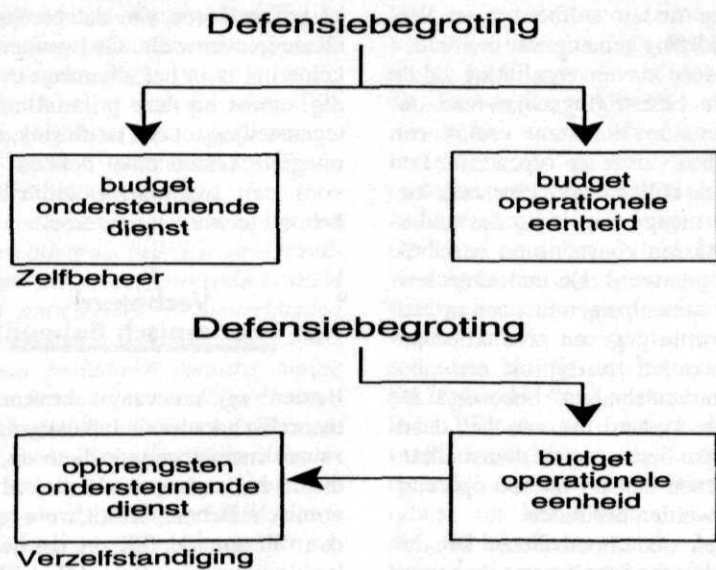 Defensiebegroting
budget
ondersteunende
dienst
budget
operationele
eenheid
Zelfbeheer
Defensiebegroting
opbrengsten
ondersteunende
dienst
budget
operationele
eenheid
Verzelfstandiging